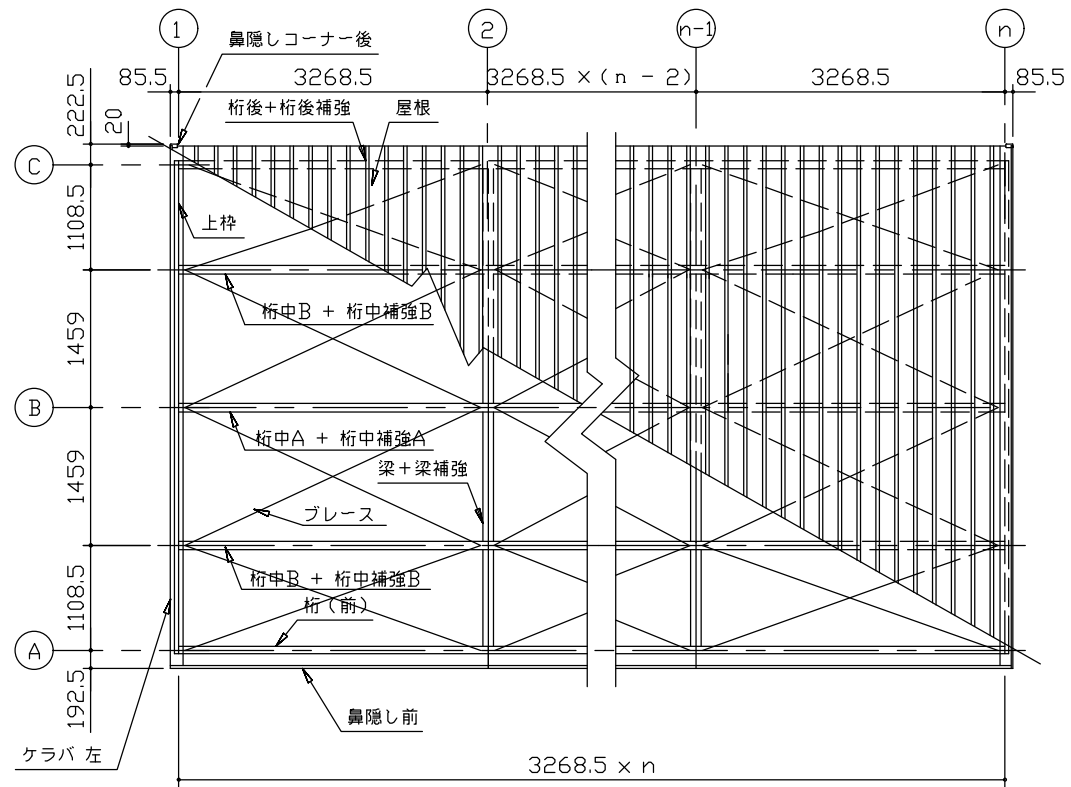 1
2
n-1
n
鼻隠しコーナー後
85.5
3268.5
3268.5 × ( n - 2 )
3268.5
85.5
222.5
20
桁後+桁後補強
屋根
C
上枠
1108.5
桁中B + 桁中補強B
1459
B
桁中A + 桁中補強A
梁+梁補強
1459
ブレース
桁中B + 桁中補強B
桁(前)
1108.5
A
192.5
鼻隠し前
ケラバ 左
3268.5 × n